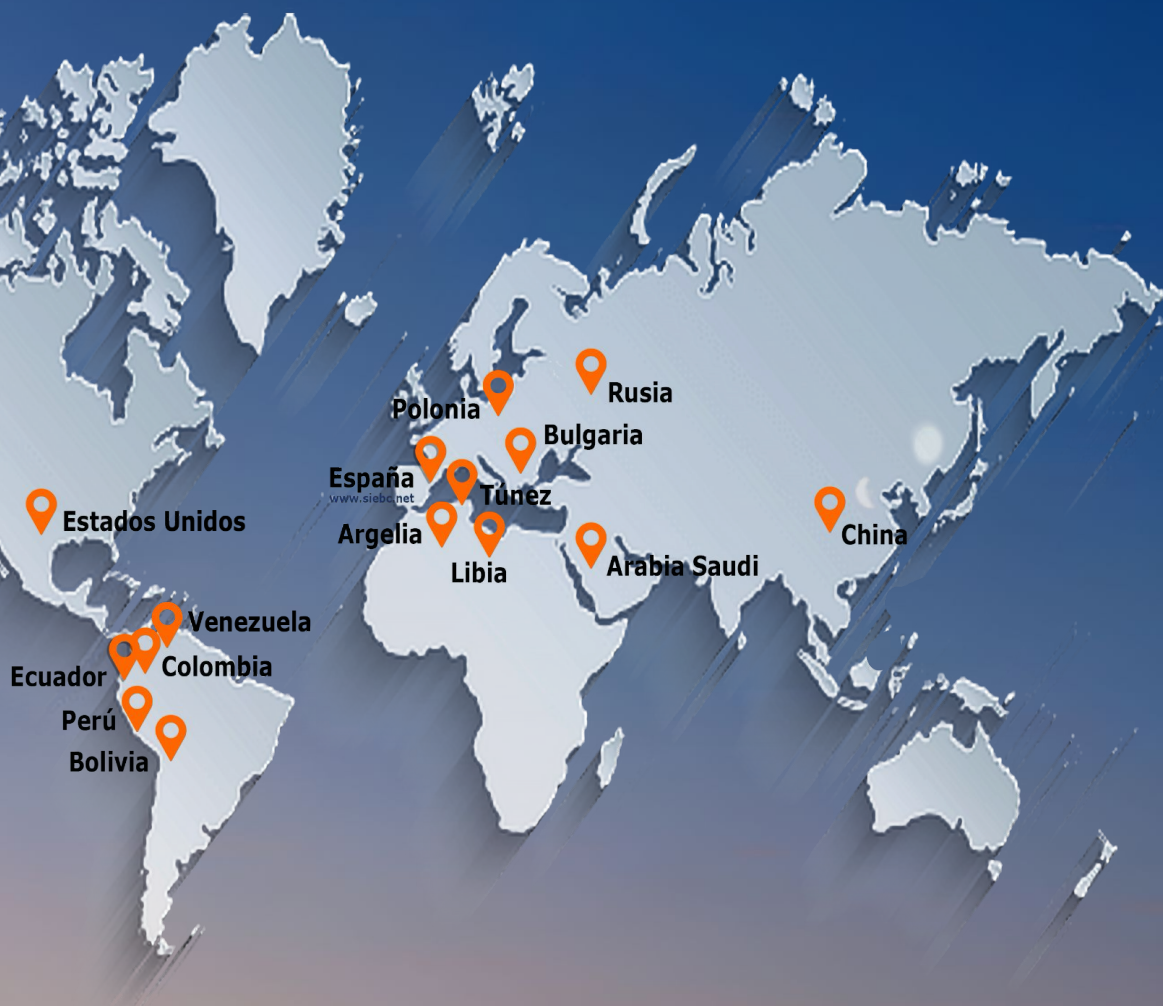 Rusia
Polonia
Bulgaria
España
www.siebc.net
Túnez
Estados Unidos
Argelia
China
Libia
Arabia Saudi
Venezuela
Ecuador
Colombia
Perú
Bolivia